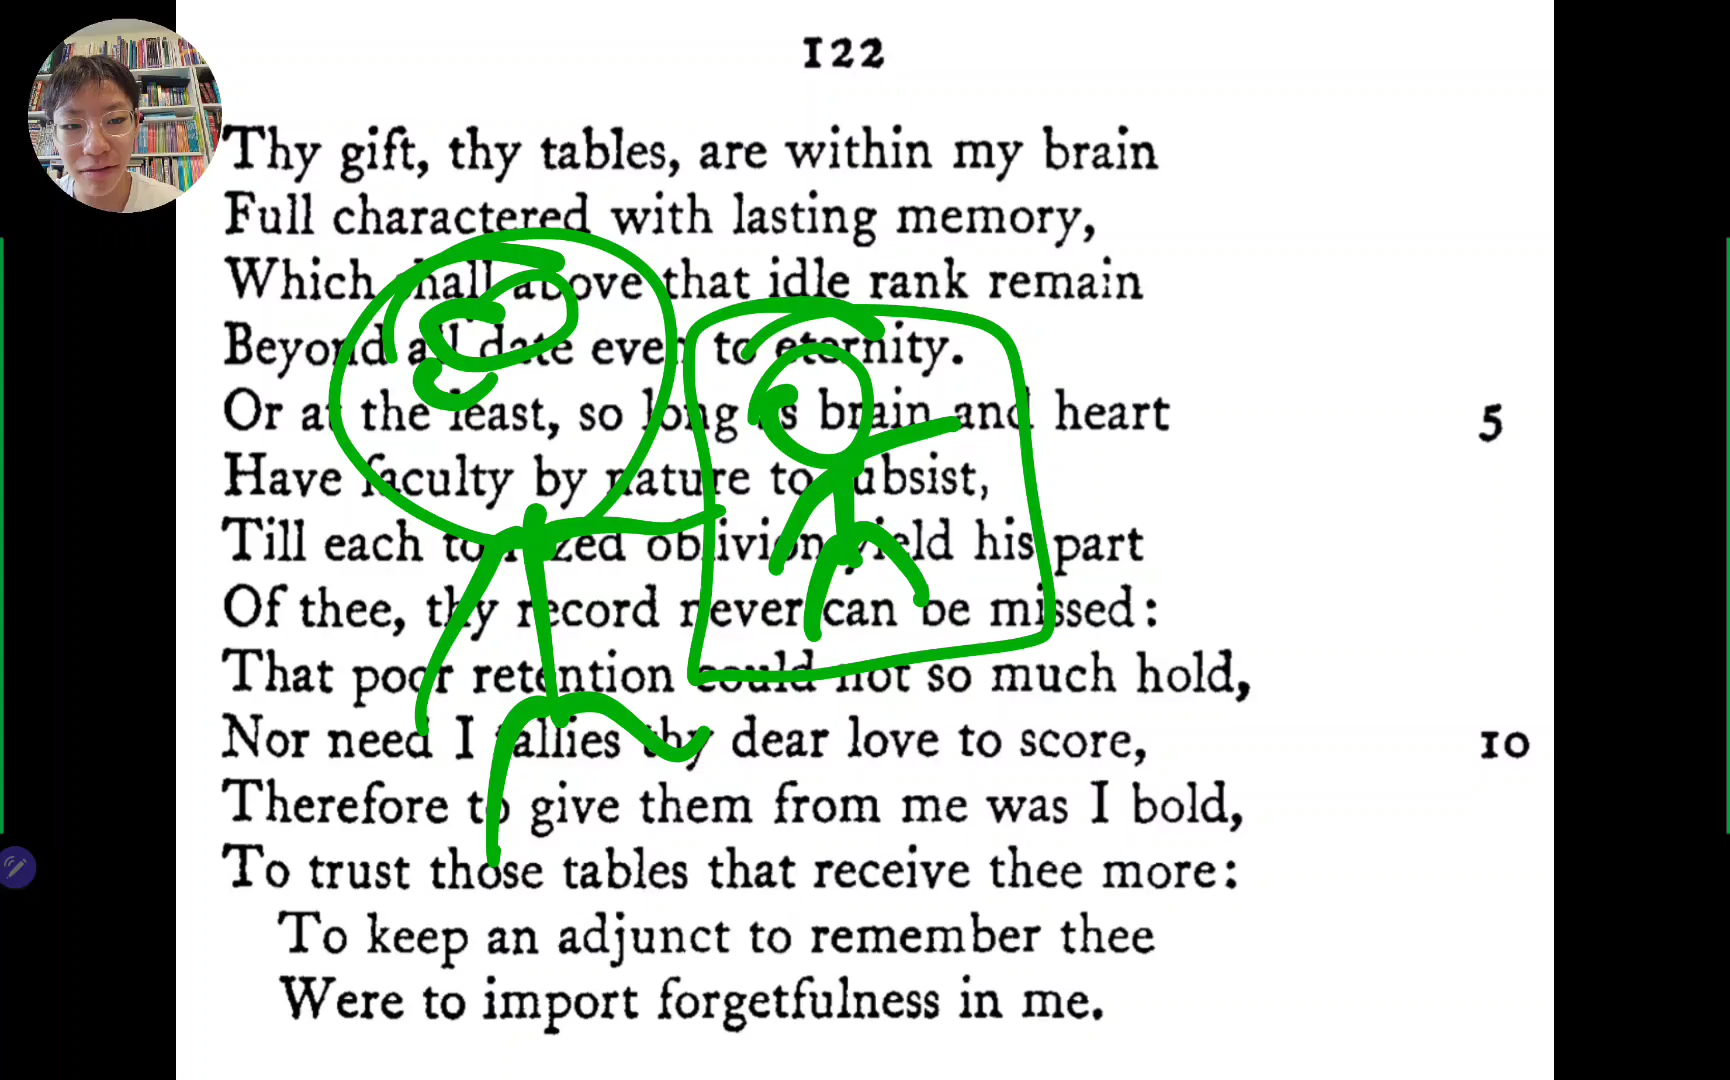 122
Thy gift, thy tables, are within my brain
Full charactered with lasting memory,
Which shall above that idle rank remain
Beyond all date even to eternity.
Or at the least, so long as brain and heart
5
Have faculty by nature to subsist,
Till each to razed oblivion yield his part
Of thee, thy record never can be missed:
That poor retention could not so much hold,
Nor need I tallies thy dear love to score,
10
Therefore to give them from me was I bold,
To trust those tables that receive thee more:
To keep an adjunct to remember thee
Were to import forgetfulness in me.